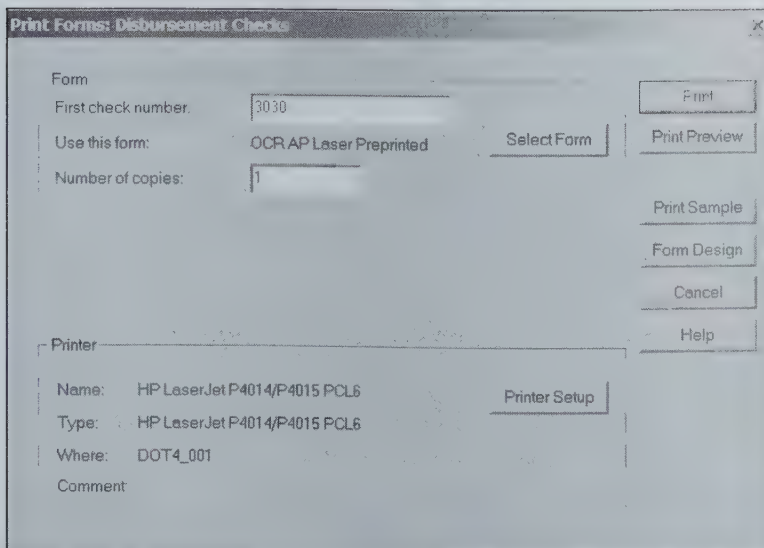 Print Forms: Disbursement Checks
Form
First check number: 3030
Use this form: OCR AP Laser Preprinted Select Form
Number of copies: 1
Print
Print Preview
Print Sample
Form Design
Cancel
Help
Printer
Name: HP LaserJet P4014/P4015 PCL6 Printer Setup
Type: HP LaserJet P4014/P4015 PCL6
Where: DOT4_001
Comment